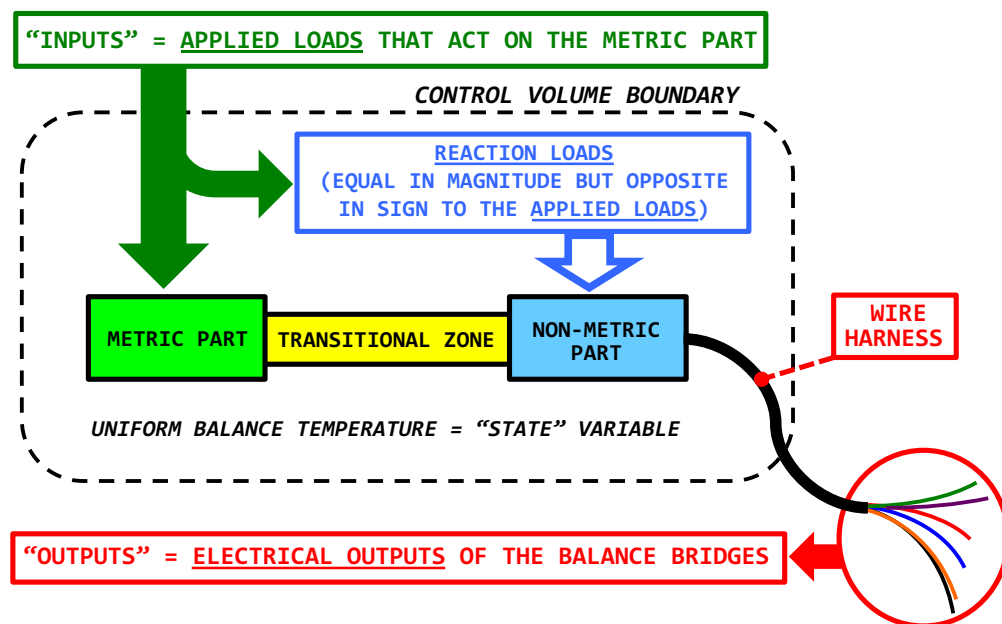 “INPUTS” = APPLIED LOADS THAT ACT ON THE METRIC PART
CONTROL VOLUME BOUNDARY
REACTION LOADS
(EQUAL IN MAGNITUDE BUT OPPOSITE
IN SIGN TO THE APPLIED LOADS)
METRIC PART
TRANSITIONAL ZONE
NON-METRIC
PART
WIRE
HARNESS
UNIFORM BALANCE TEMPERATURE = “STATE” VARIABLE
“OUTPUTS” = ELECTRICAL OUTPUTS OF THE BALANCE BRIDGES